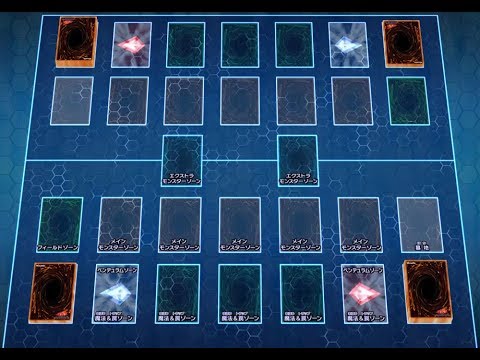 エクストラ
モンスターゾーン
エクストラ
モンスターゾーン
フィールドゾーン
メイン
モンスターゾーン
メイン
モンスターゾーン
メイン
モンスターゾーン
メイン
モンスターゾーン
メイン
モンスターゾーン
墓 地
ペンデュラムゾーン
魔法&罠ゾーン
魔法&罠ゾーン
魔法&罠ゾーン
魔法&罠ゾーン
ペンデュラムゾーン
魔法&罠ゾーン